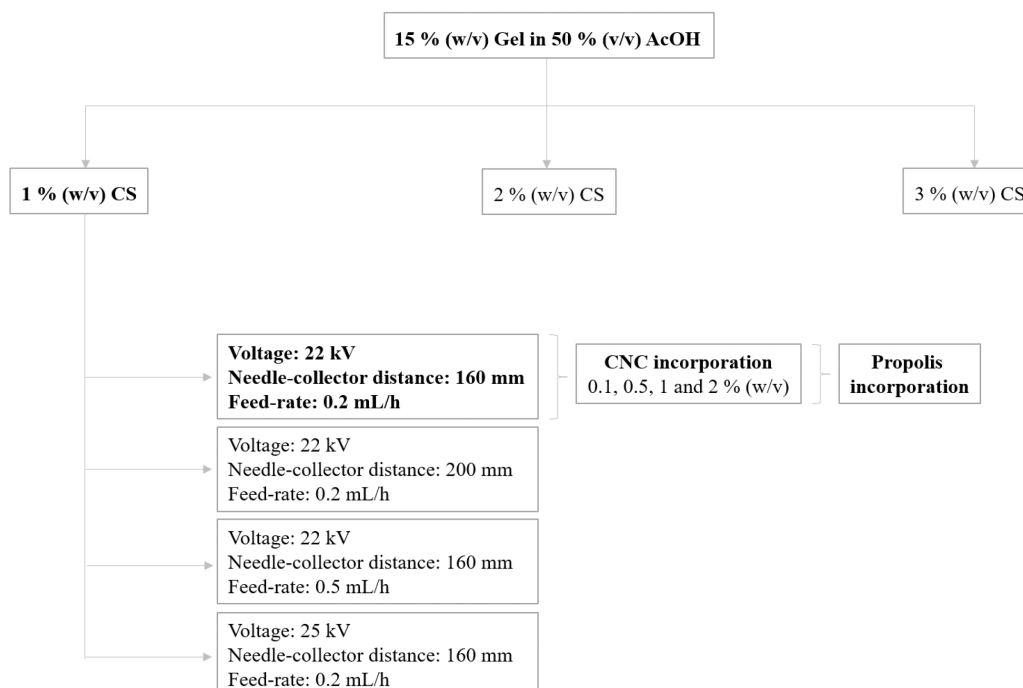 15 % (w/v) Gel in 50 % (v/v) AcOH
1 % (w/v) CS
2 % (w/v) CS
3 % (w/v) CS
Voltage: 22 kV
Needle-collector distance: 160 mm
Feed-rate: 0.2 mL/h
CNC incorporation
0.1, 0.5, 1 and 2 % (w/v)
Propolis
incorporation
Voltage: 22 kV
Needle-collector distance: 200 mm
Feed-rate: 0.2 mL/h
Voltage: 22 kV
Needle-collector distance: 160 mm
Feed-rate: 0.5 mL/h
Voltage: 25 kV
Needle-collector distance: 160 mm
Feed-rate: 0.2 mL/h